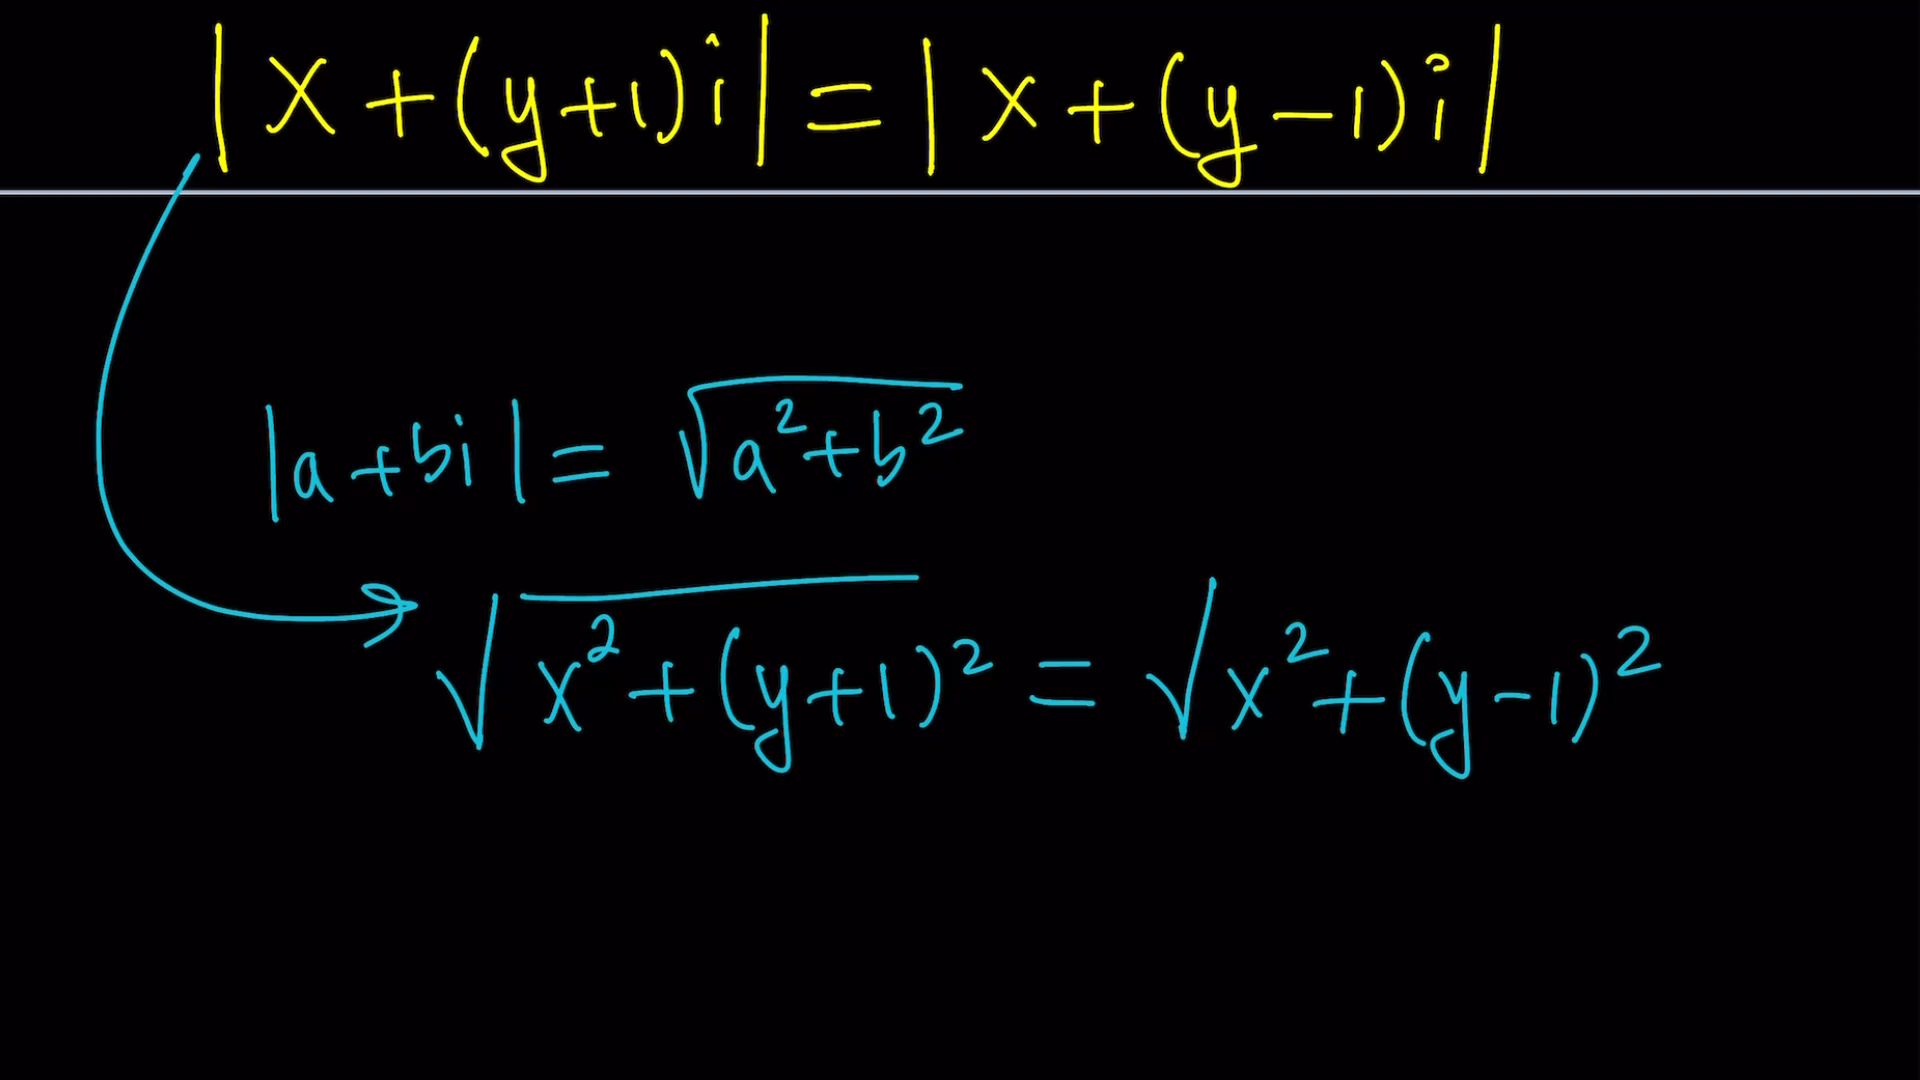 |x+(y+1)i|=|x+(y-1)i|
|a+bi|=√a²+b²
√x²+(y+1)²=√x²+(y-1)²